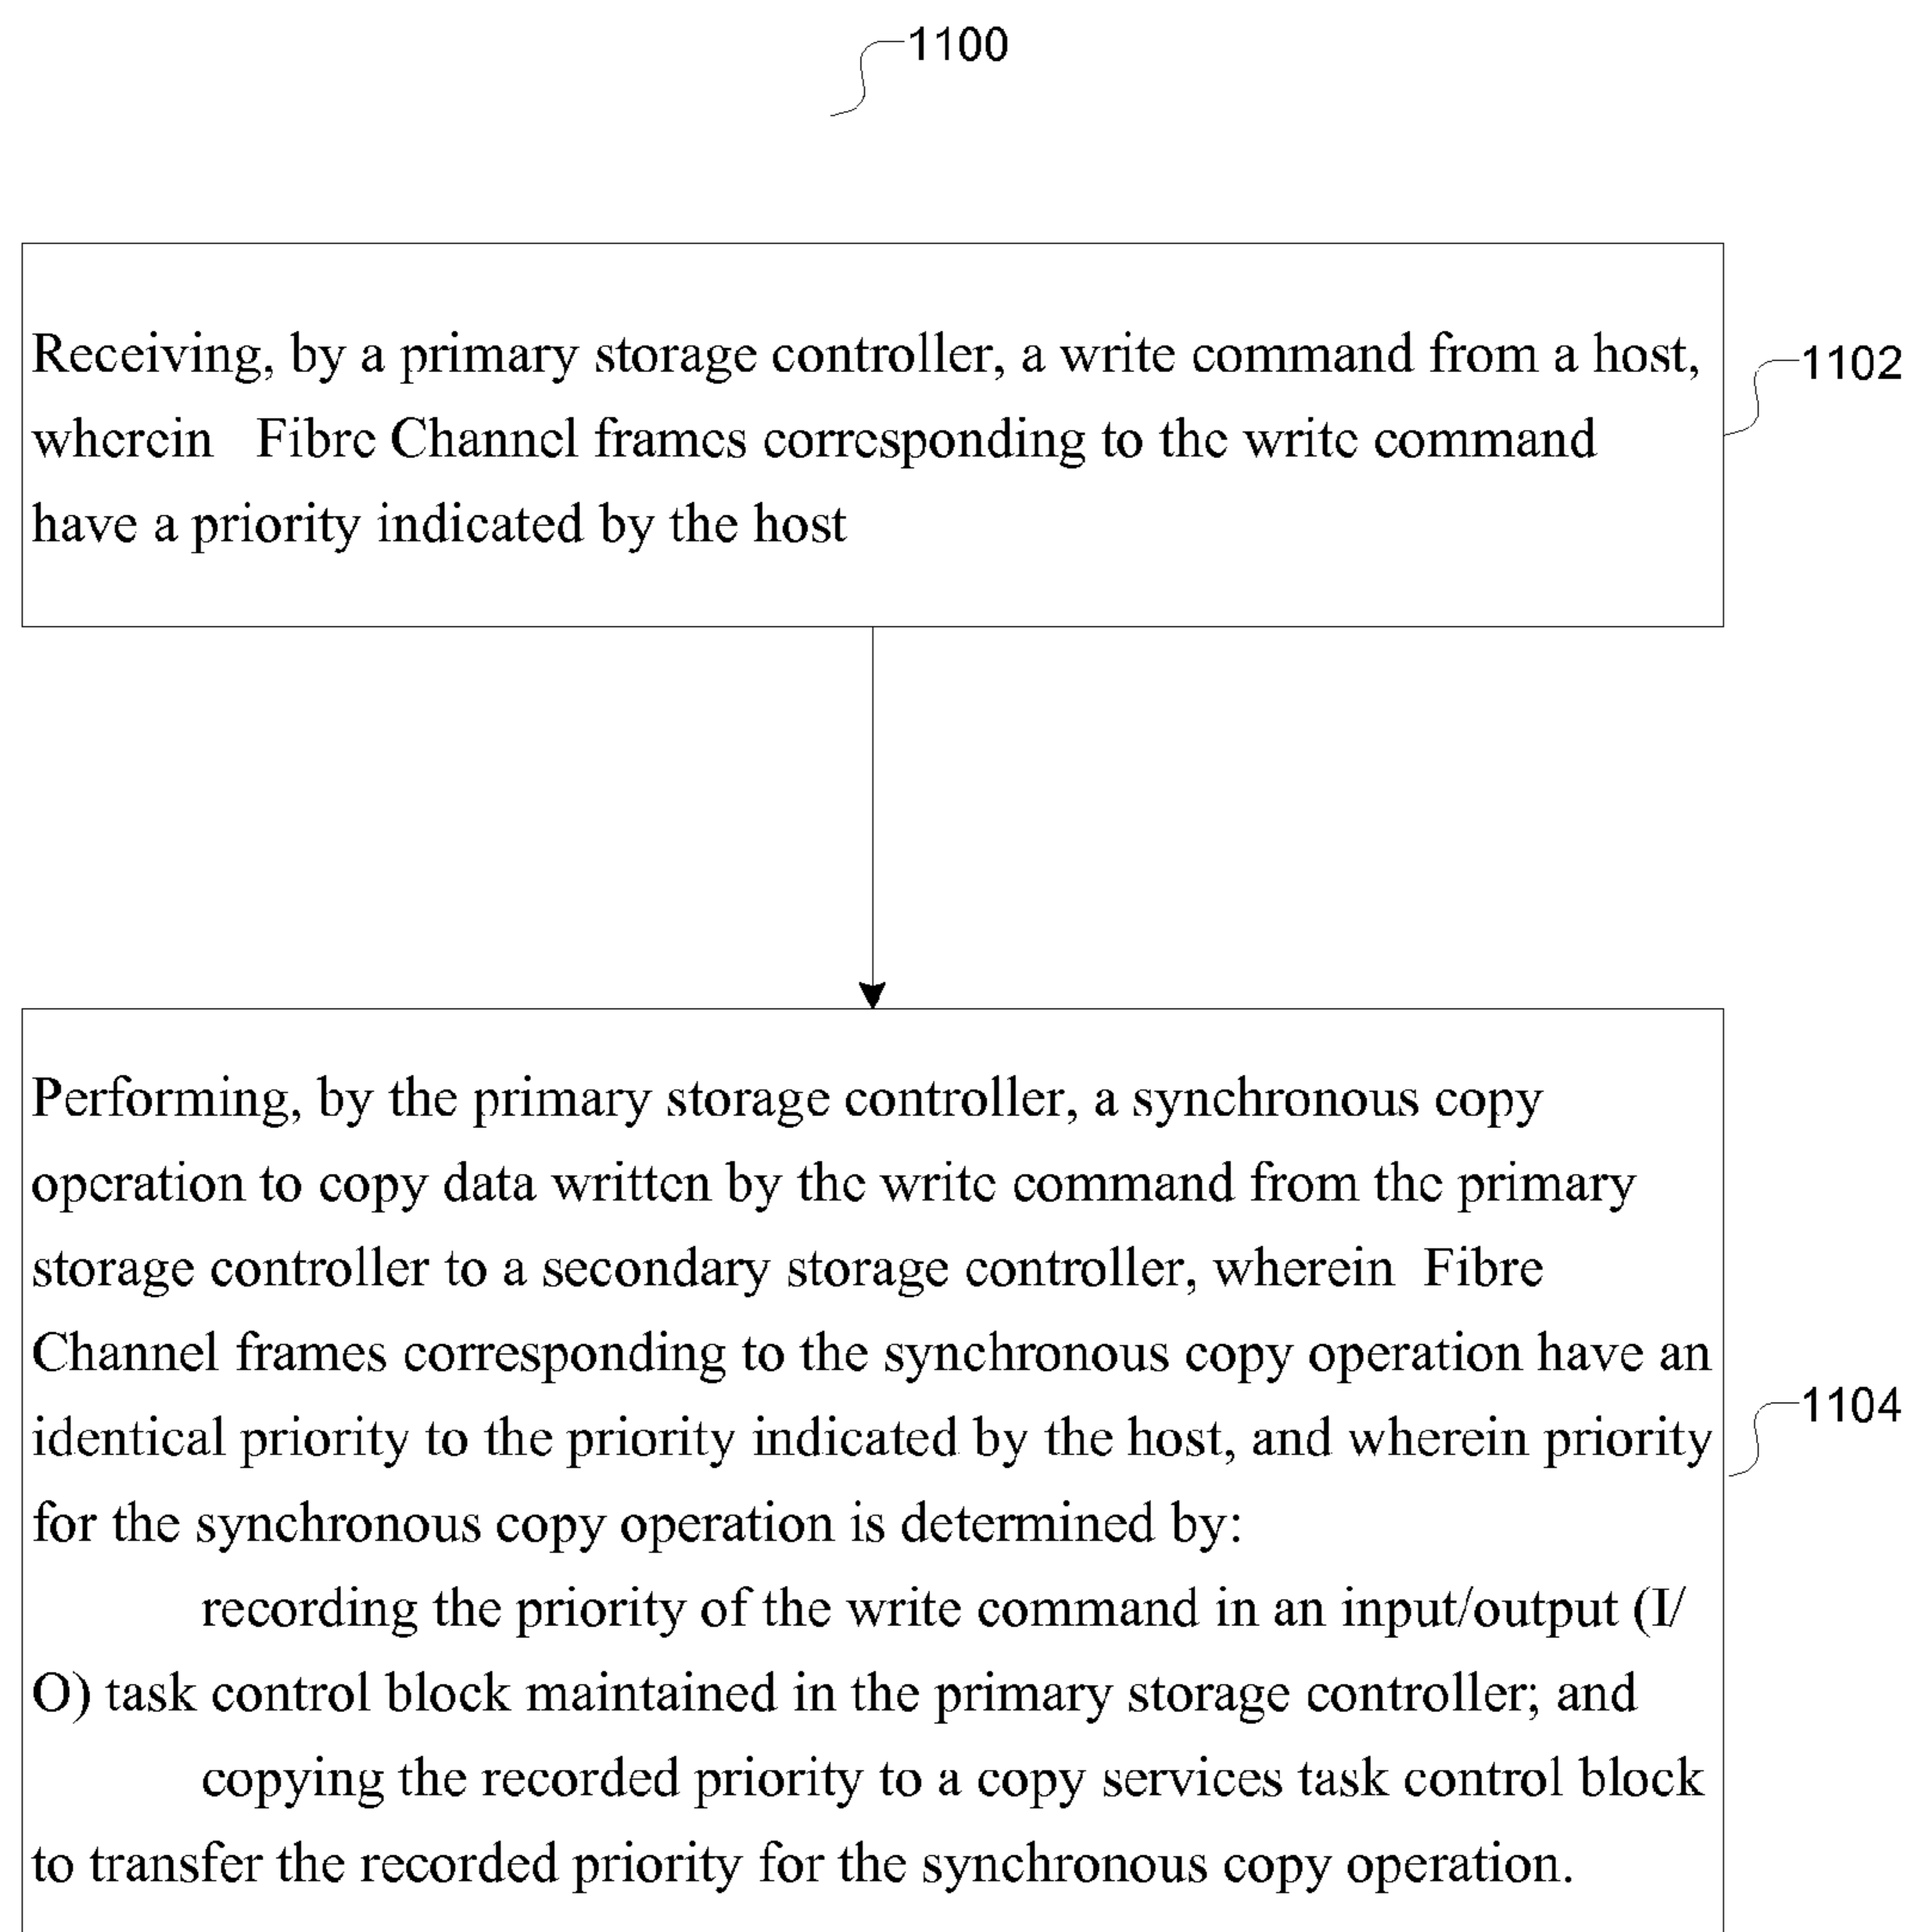 1100
Receiving, by a primary storage controller, a write command from a host,
wherein Fibre Channel frames corresponding to the write command
have a priority indicated by the host
1102
Performing, by the primary storage controller, a synchronous copy
operation to copy data written by the write command from the primary
storage controller to a secondary storage controller, wherein Fibre
Channel frames corresponding to the synchronous copy operation have an
identical priority to the priority indicated by the host, and wherein priority
for the synchronous copy operation is determined by:
recording the priority of the write command in an input/output (I/
O) task control block maintained in the primary storage controller; and
copying the recorded priority to a copy services task control block
to transfer the recorded priority for the synchronous copy operation.
1104